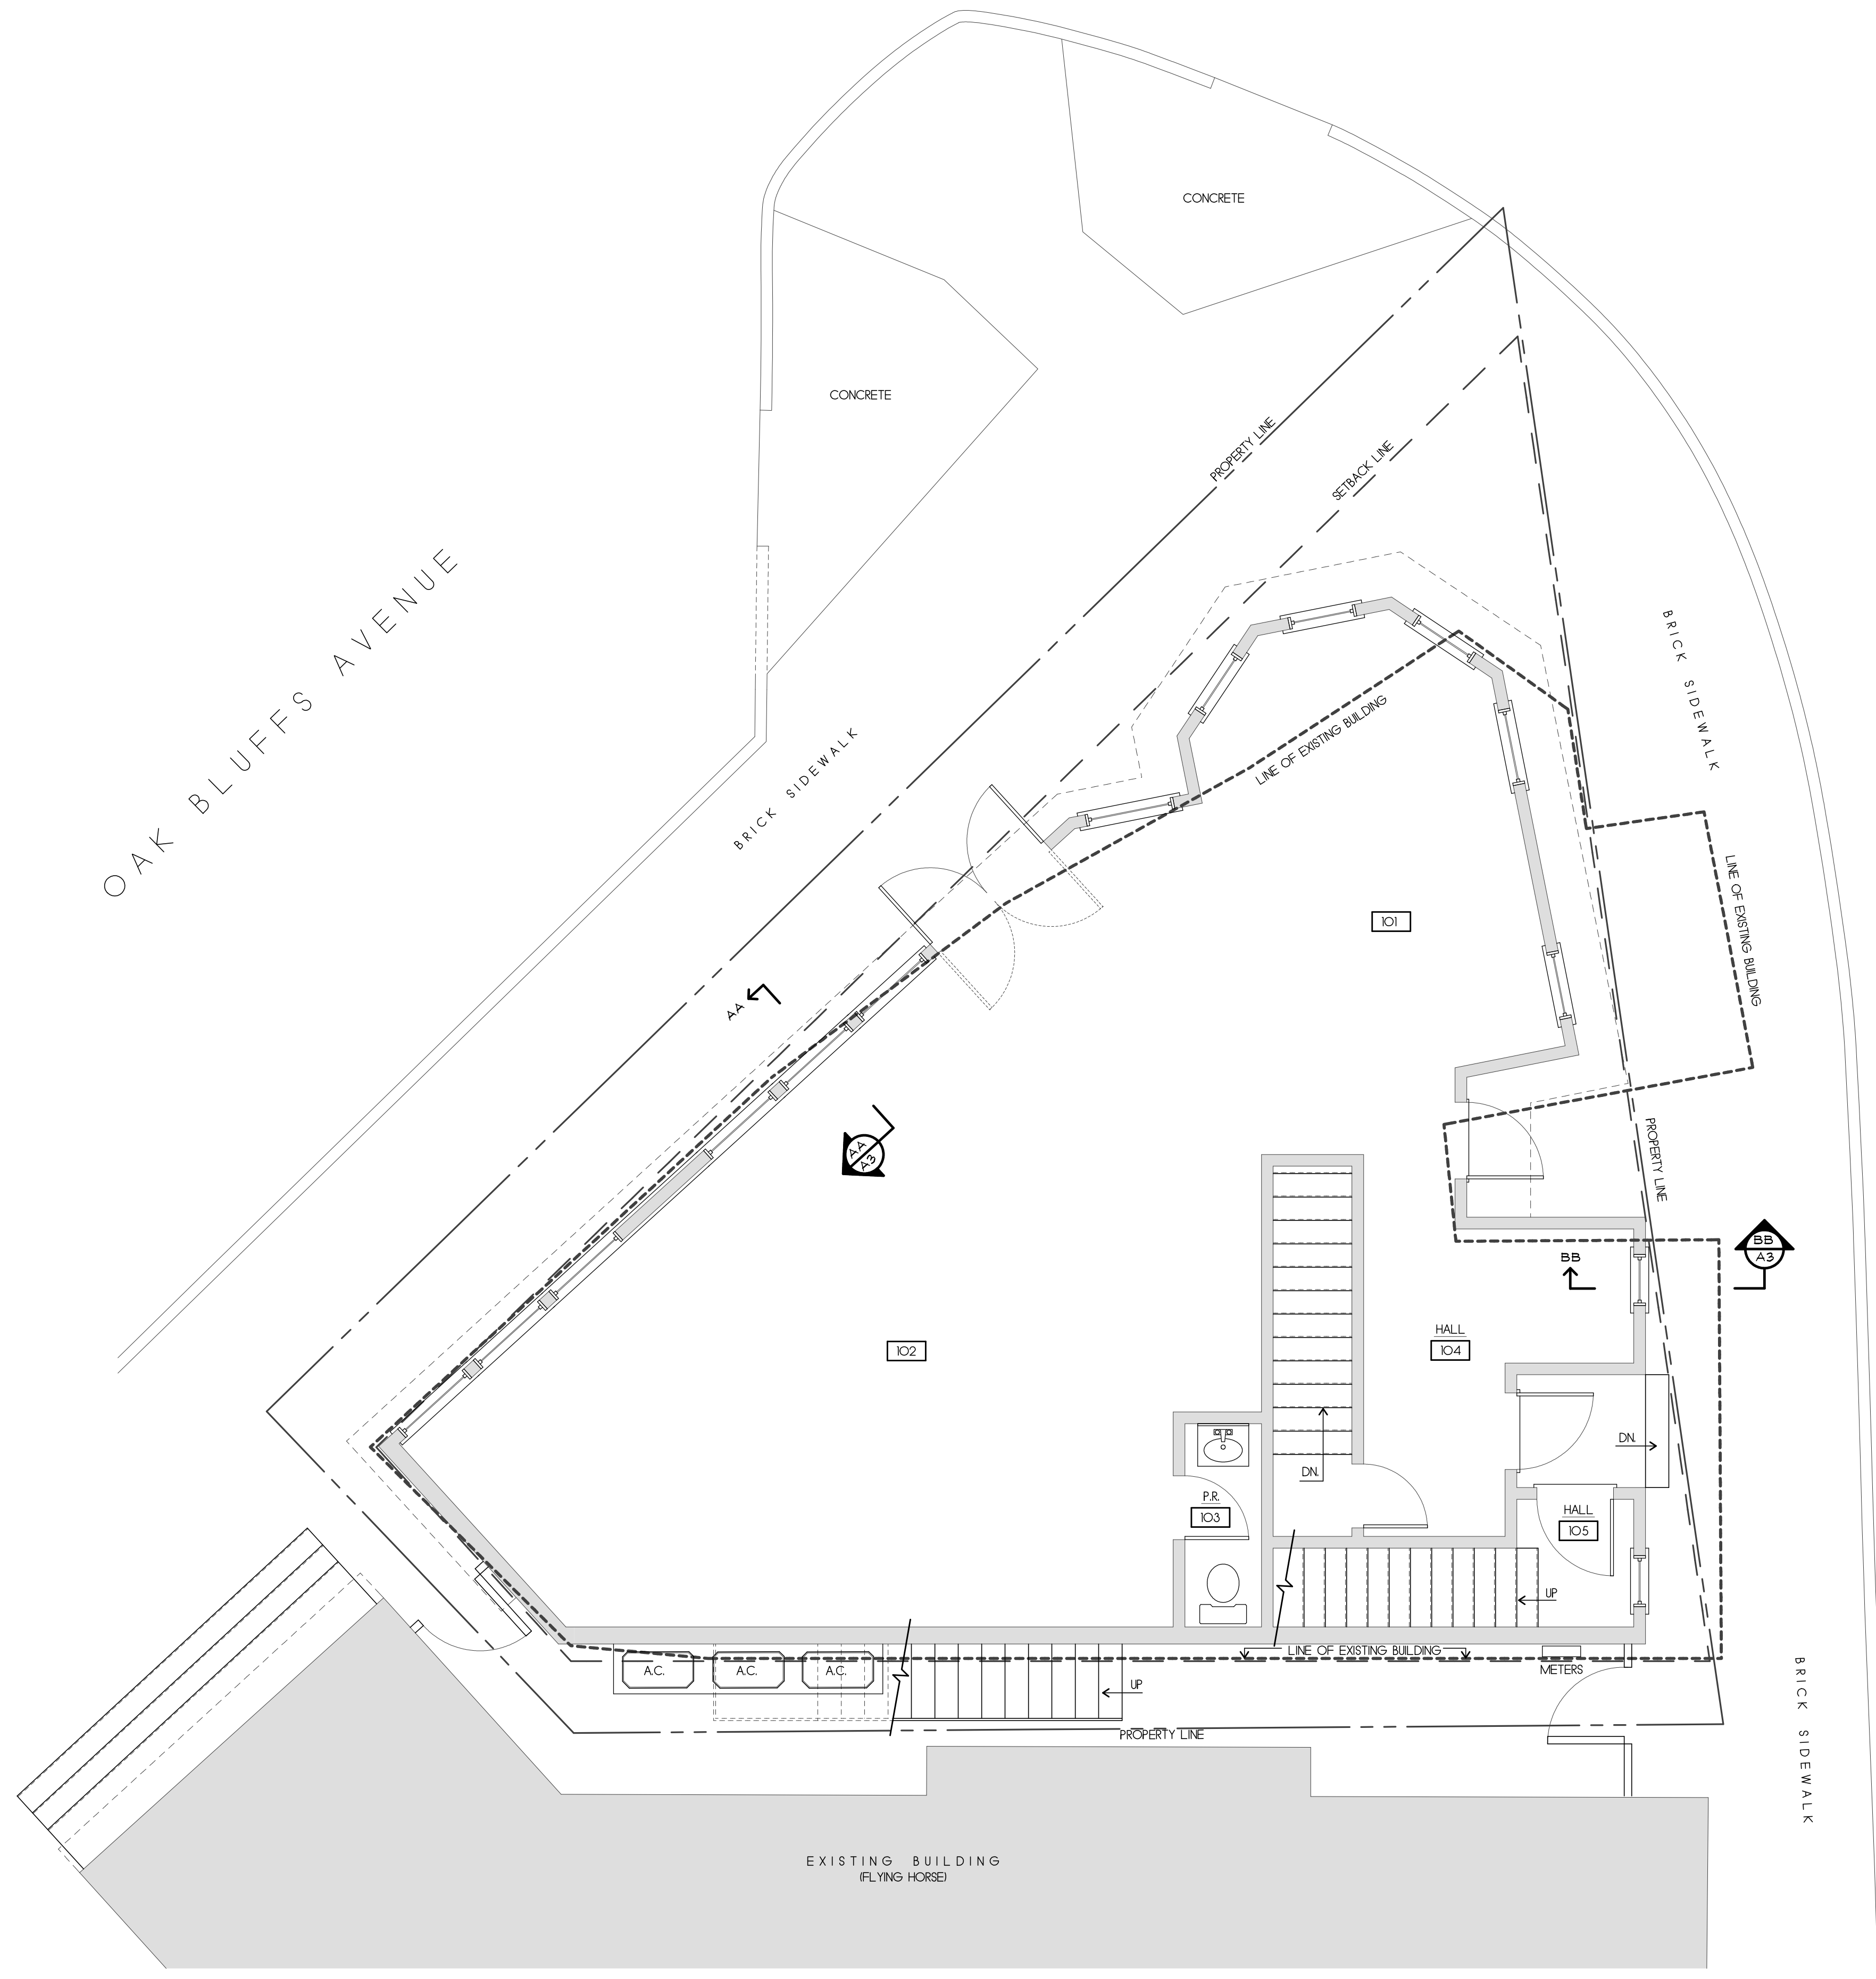 CONCRETE
CONCRETE
PROPERTY LINE
SETBACK LINE
OAK BLUFFS AVENUE
BRICK SIDEWALK
BRICK SIDEWALK
LINE OF EXISTING BUILDING
LINE OF EXISTING BUILDING
101
AA
AA
A3
PROPERTY LINE
BB
BB
A3
HALL
104
102
DN.
DN.
P.R.
103
HALL
105
UP
LINE OF EXISTING BUILDING
METERS
A.C.
A.C.
A.C.
UP
PROPERTY LINE
BRICK SIDEWALK
EXISTING BUILDING
(FLYING HORSE)